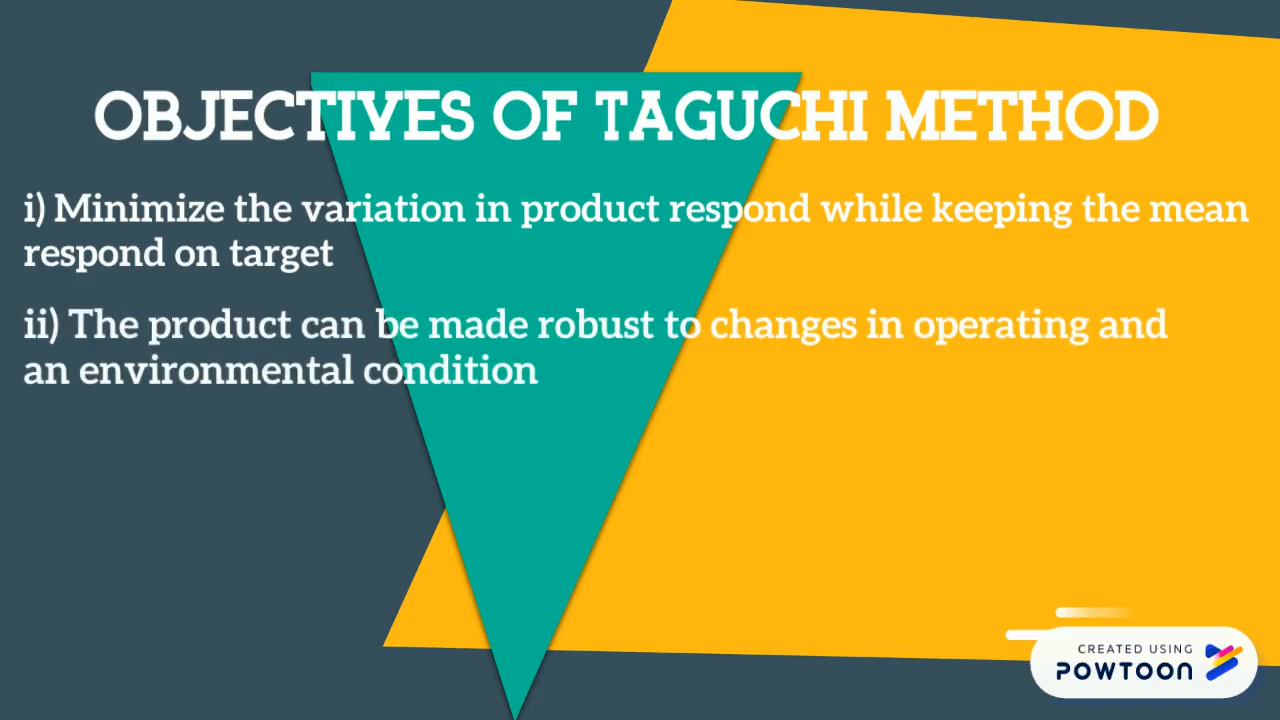 OBJECTIVES OF TAGUCHI METHOD
i) Minimize the variation in product respond while keeping the mean
respond on target
ii) The product can be made robust to changes in operating and
an environmental condition
CREATED USING
POWTOON